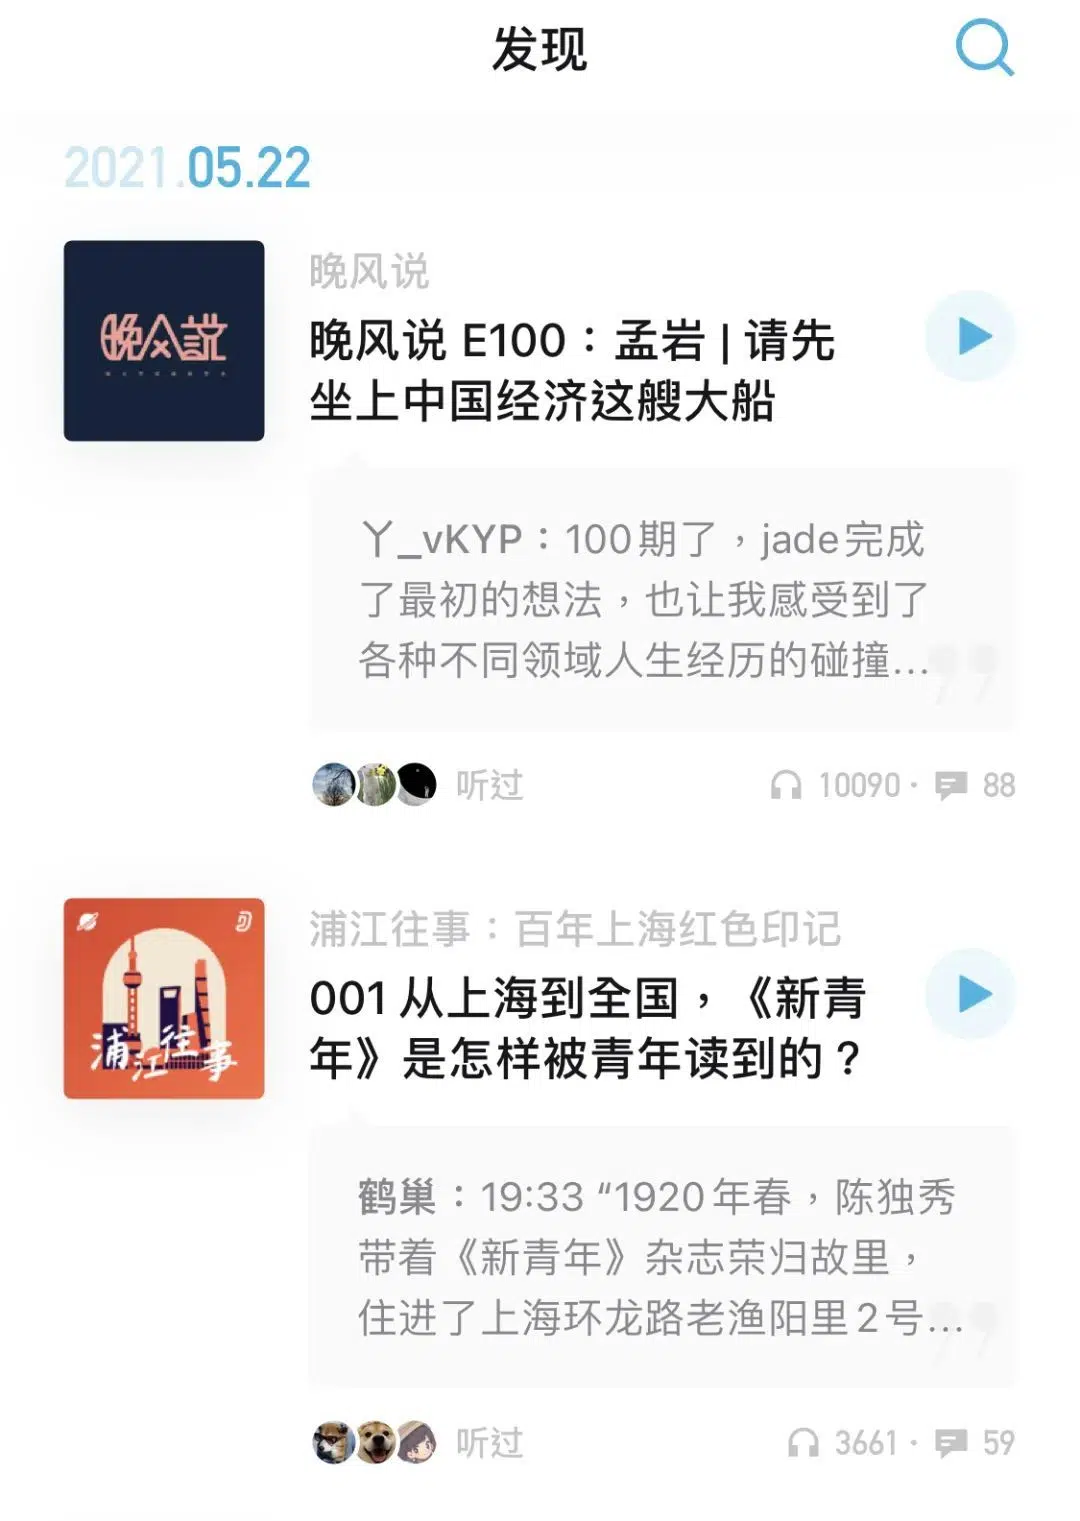 发现
2021.05.22
晚风说
晚风说
晚风说 E100：孟岩 | 请先
坐上中国经济这艘大船
丫_vKYP：100期了，jade完成
了最初的想法，也让我感受到了
各种不同领域人生经历的碰撞...
听过
10090 · 88
浦江往事
浦江往事：百年上海红色印记
001 从上海到全国，《新青
年》是怎样被青年读到的？
鹤巢：19:33 “1920年春，陈独秀
带着《新青年》杂志荣归故里，
住进了上海环龙路老渔阳里2号...
听过
3661 · 59